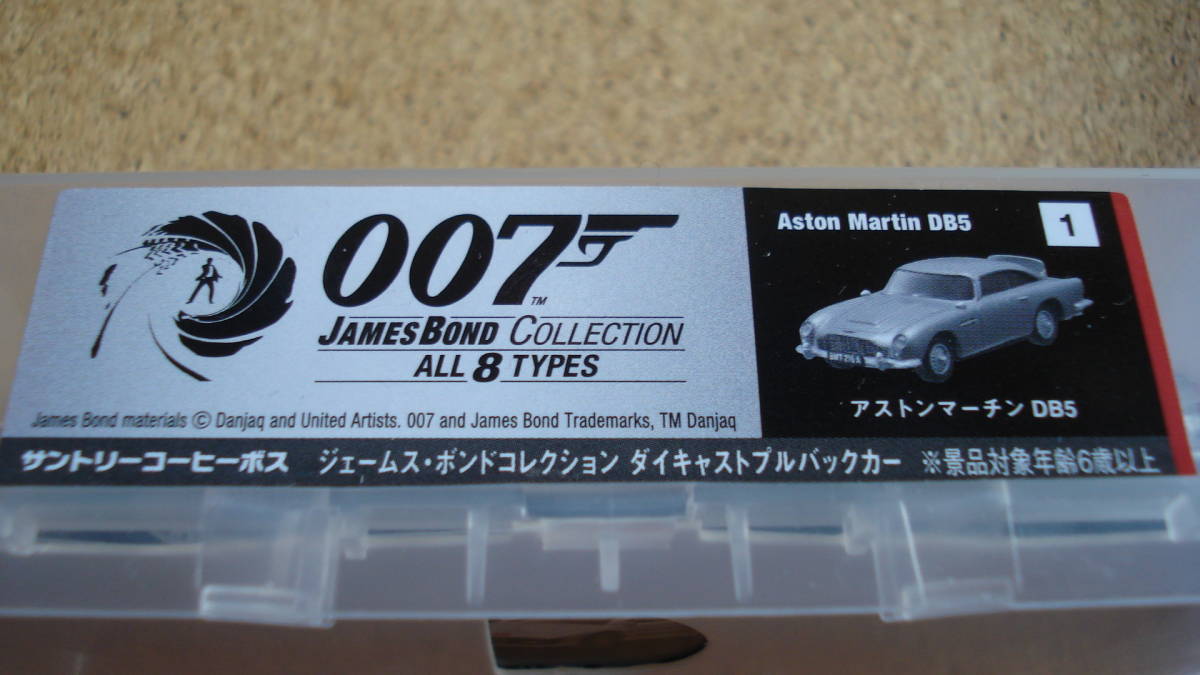 007 ™
JAMES BOND COLLECTION
ALL 8 TYPES
James Bond materials © Danjaq and United Artists. 007 and James Bond Trademarks, TM Danjaq
Aston Martin DB5
1
BMT 216 A
アストンマーチン DB5
サントリーコーヒーボス ジェームス・ボンドコレクション ダイキャストプルバックカー ※景品対象年齢6歳以上